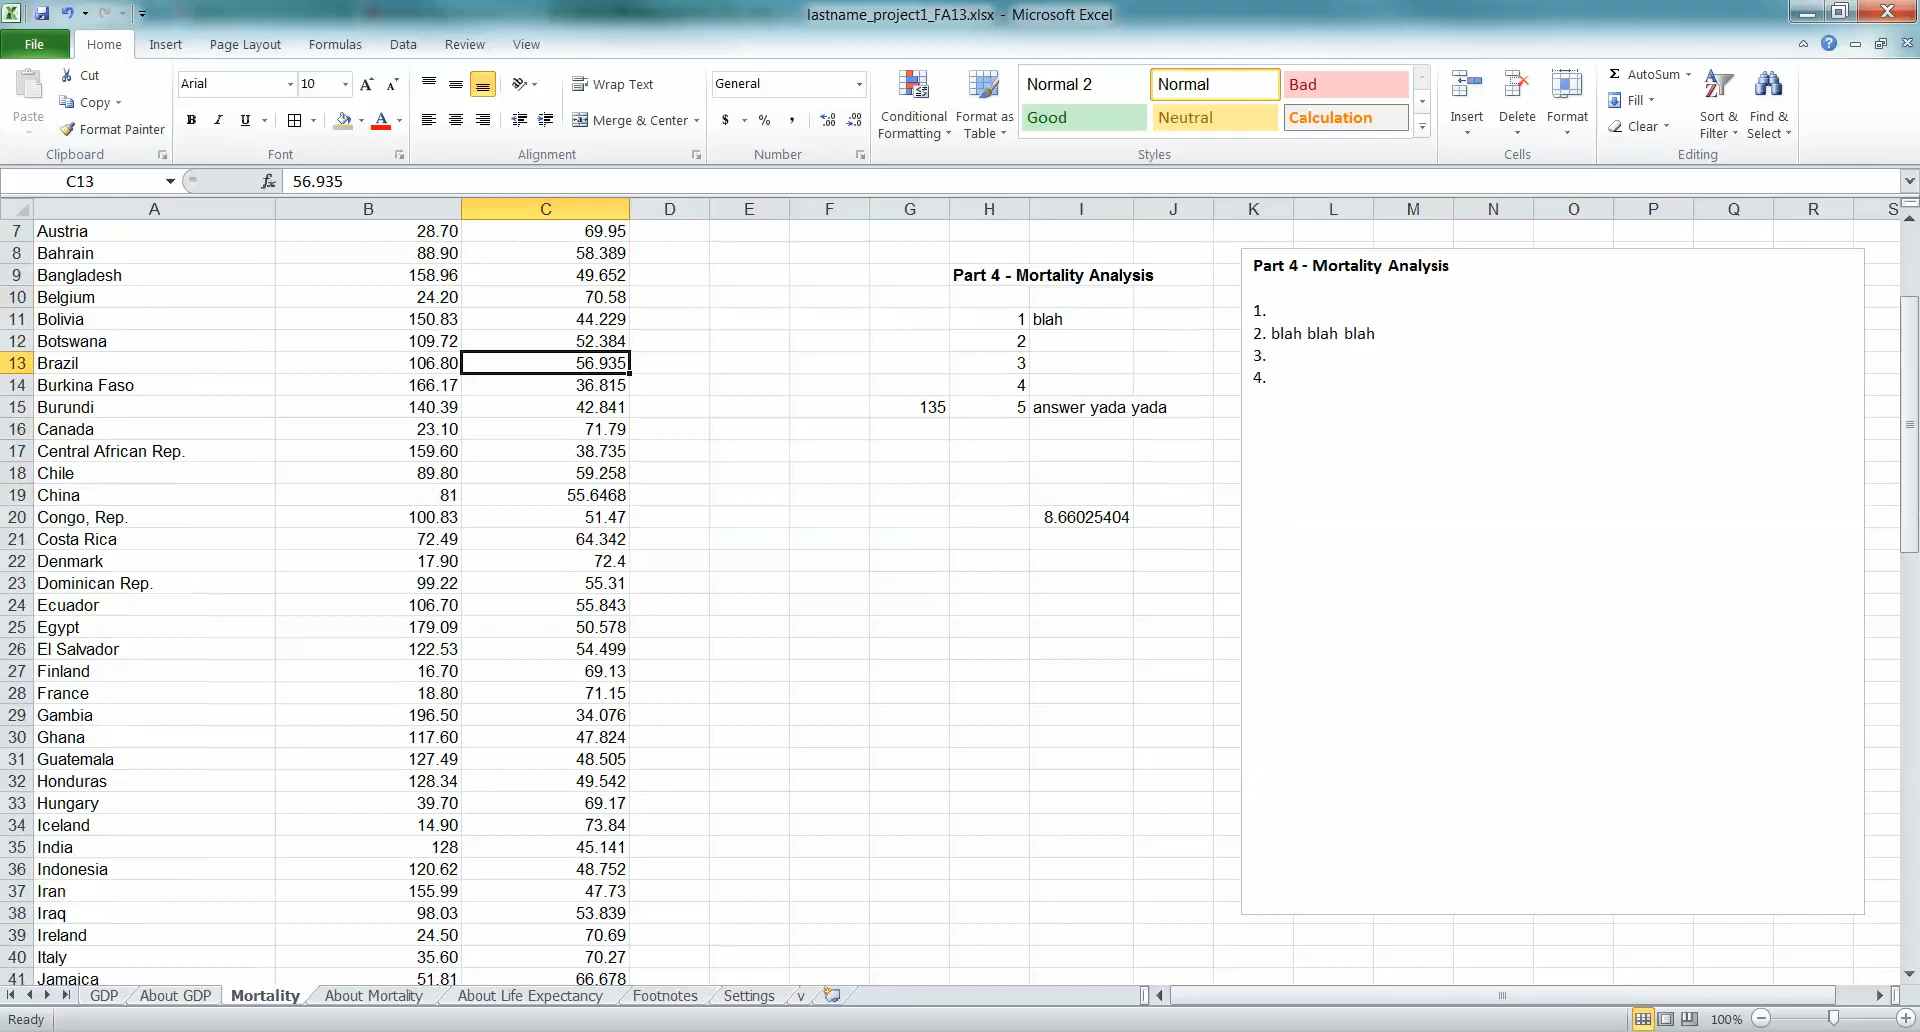 lastname_project1_FA13.xlsx - Microsoft Excel
File Home Insert Page Layout Formulas Data Review View
Paste Cut Copy Format Painter Clipboard
Arial 10 B I U A Font
Wrap Text Merge & Center Alignment
General $ % , Number
Conditional Formatting Format as Table
Normal 2 Normal Bad
Good Neutral Calculation
Styles
Insert Delete Format Cells
Σ AutoSum Fill Clear Sort & Filter Find & Select Editing
C13 fx 56.935
A B C D E F G H I J K L M N O P Q R S
7 Austria 28.70 69.95
8 Bahrain 88.90 58.389
9 Bangladesh 158.96 49.652 Part 4 - Mortality Analysis
10 Belgium 24.20 70.58
11 Bolivia 150.83 44.229 1 blah
12 Botswana 109.72 52.384 2
13 Brazil 106.80 56.935 3
14 Burkina Faso 166.17 36.815 4
15 Burundi 140.39 42.841 135 5 answer yada yada
16 Canada 23.10 71.79
17 Central African Rep. 159.60 38.735
18 Chile 89.80 59.258
19 China 81 55.6468
20 Congo, Rep. 100.83 51.47 8.66025404
21 Costa Rica 72.49 64.342
22 Denmark 17.90 72.4
23 Dominican Rep. 99.22 55.31
24 Ecuador 106.70 55.843
25 Egypt 179.09 50.578
26 El Salvador 122.53 54.499
27 Finland 16.70 69.13
28 France 18.80 71.15
29 Gambia 196.50 34.076
30 Ghana 117.60 47.824
31 Guatemala 127.49 48.505
32 Honduras 128.34 49.542
33 Hungary 39.70 69.17
34 Iceland 14.90 73.84
35 India 128 45.141
36 Indonesia 120.62 48.752
37 Iran 155.99 47.73
38 Iraq 98.03 53.839
39 Ireland 24.50 70.69
40 Italy 35.60 70.27
41 Jamaica 51.81 66.678
Part 4 - Mortality Analysis
1.
2. blah blah blah
3.
4.
GDP About GDP Mortality About Mortality About Life Expectancy Footnotes Settings v
Ready 100%